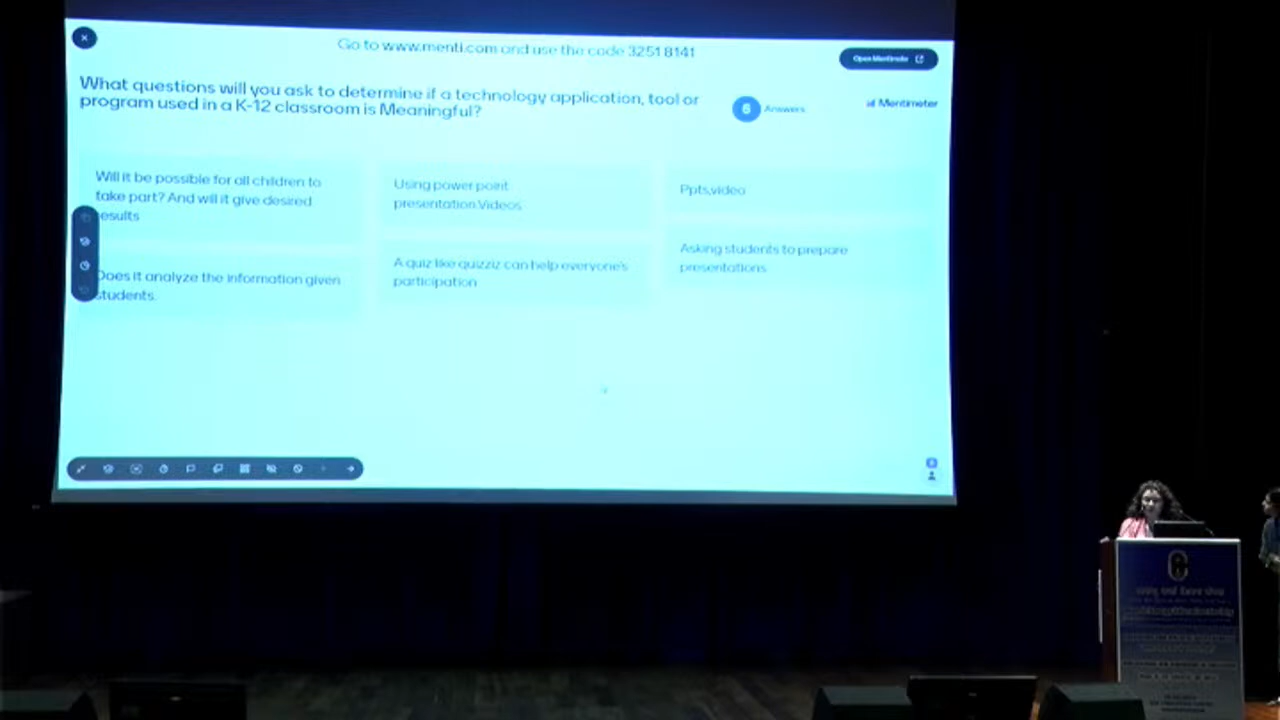 Go to www.menti.com and use the code 3251 8141
Open Mentimeter
What questions will you ask to determine if a technology application, tool or
program used in a K-12 classroom is Meaningful?
6 Answers
Mentimeter
Will it be possible for all children to
take part? And will it give desired
results
Does it analyze the information given
students.
Using power point
presentation.Videos
A quiz like quizziz can help everyone's
participation
Ppts,video
Asking students to prepare
presentations